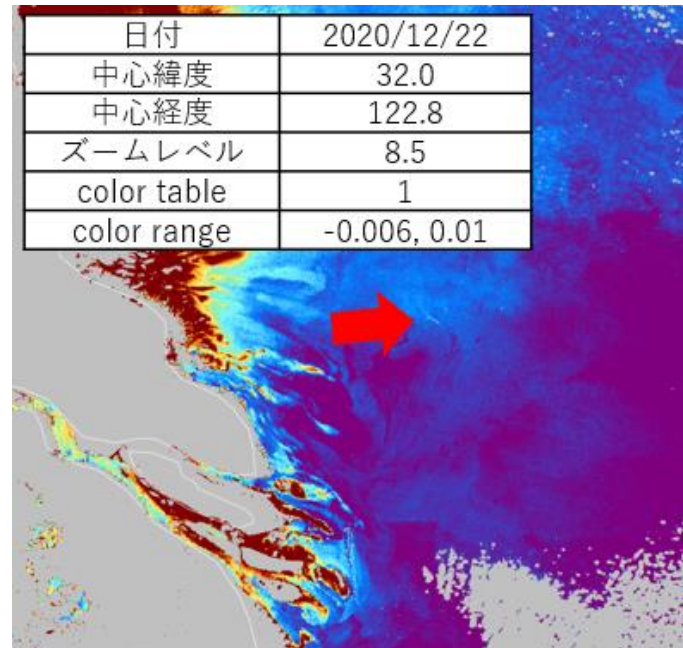 日付 2020/12/22
中心緯度 32.0
中心経度 122.8
ズームレベル 8.5
color table 1
color range -0.006, 0.01